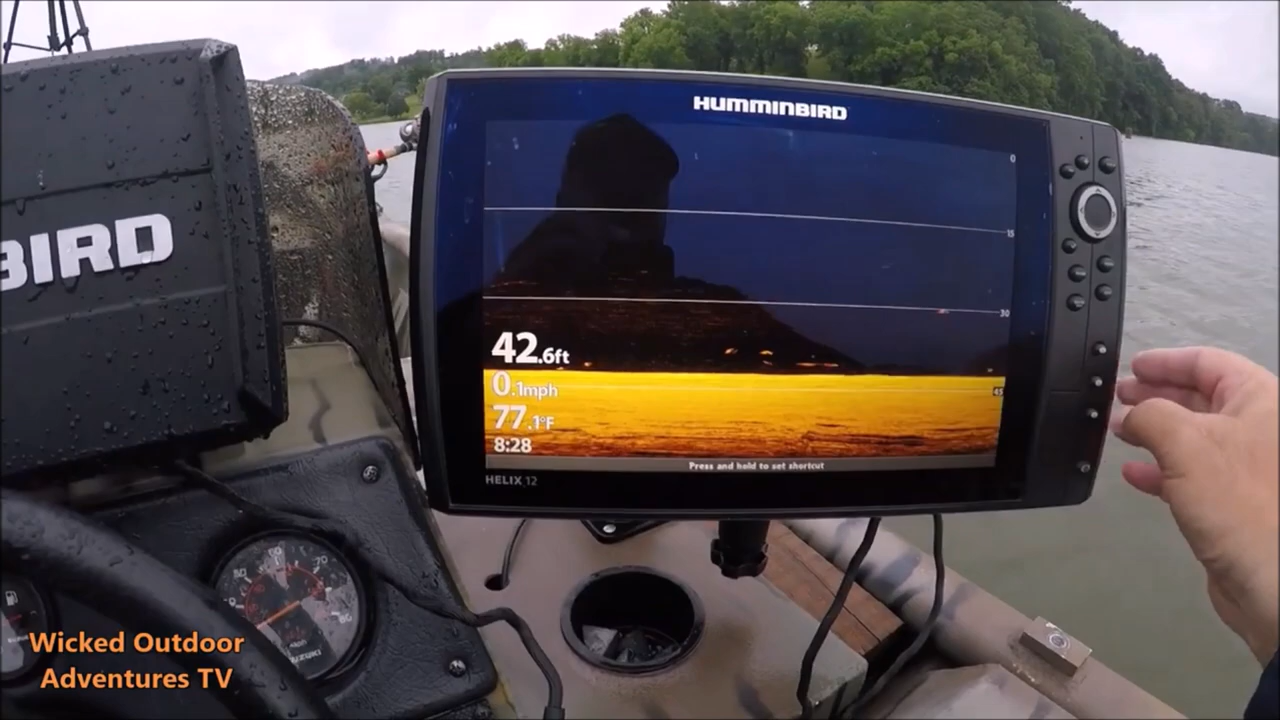 HUMMINBIRD
BIRD
0
15
30
42.6ft
0.1mph
45
77.1°F
8:28
Press and hold to set shortcut
HELIX 12
SUZUKI
Wicked Outdoor
Adventures TV